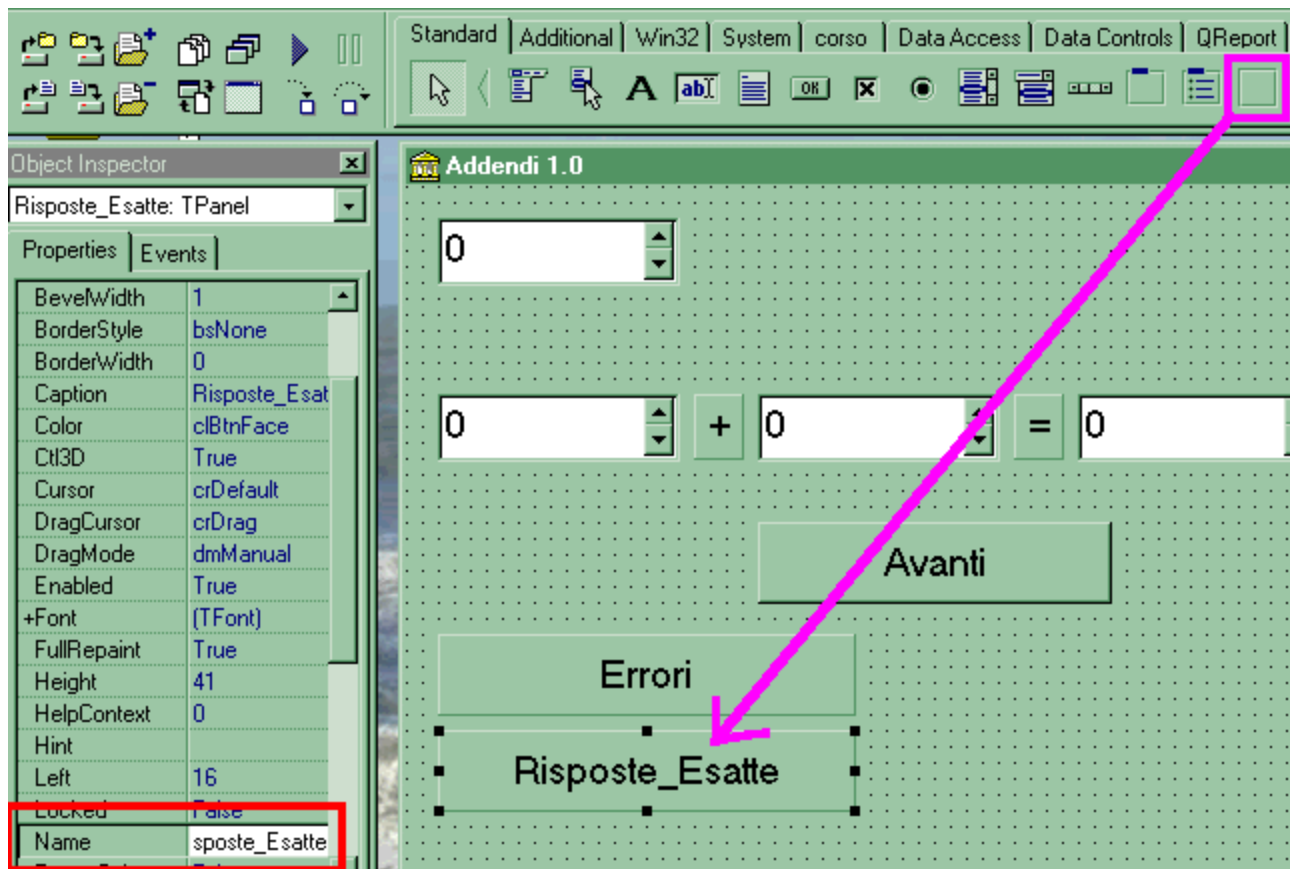 Standard Additional Win32 System corso Data Access Data Controls QReport
A ab OK
Object Inspector
Risposte_Esatte: TPanel
Properties Events
BevelWidth 1
BorderStyle bsNone
BorderWidth 0
Caption Risposte_Esat
Color clBtnFace
Ctl3D True
Cursor crDefault
DragCursor crDrag
DragMode dmManual
Enabled True
+Font (TFont)
FullRepaint True
Height 41
HelpContext 0
Hint
Left 16
Locked False
Name sposte_Esatte
Addendi 1.0
0
0 + 0 = 0
Avanti
Errori
Risposte_Esatte